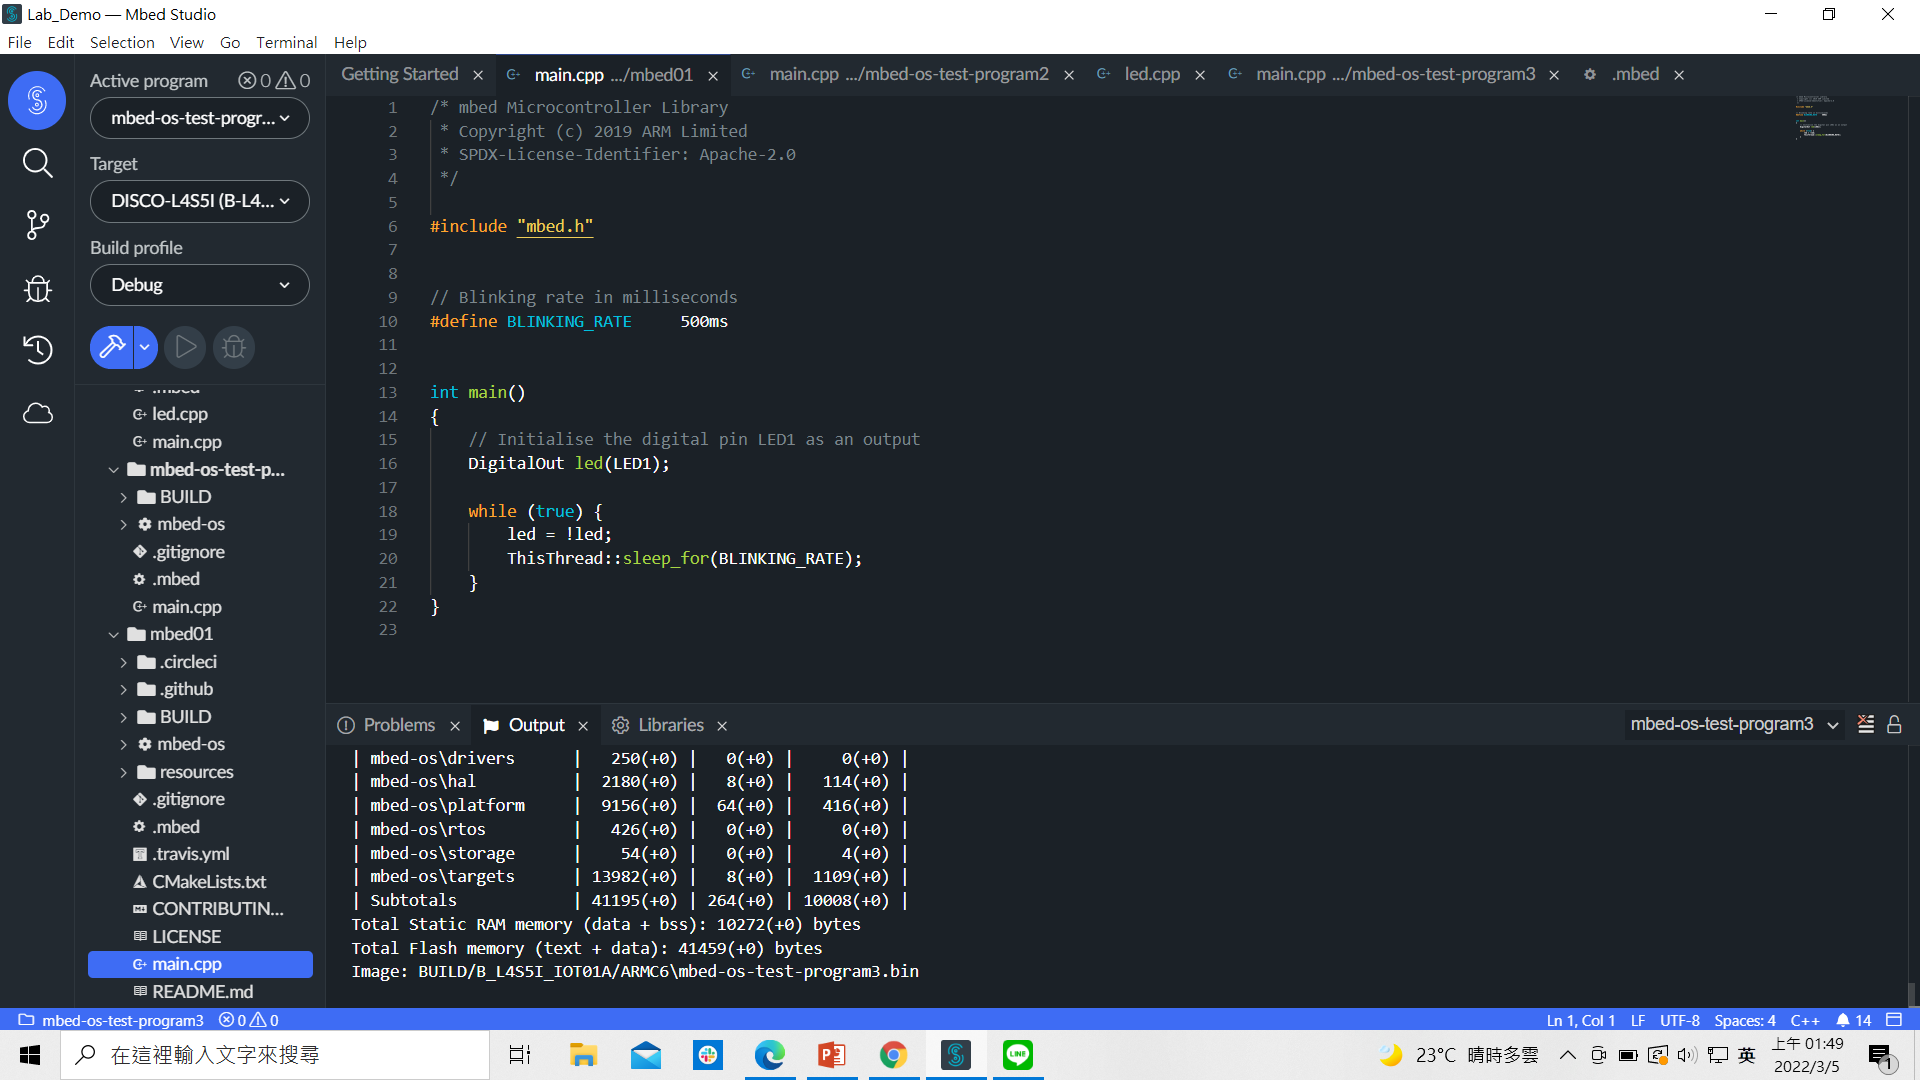 Lab_Demo — Mbed Studio
File Edit Selection View Go Terminal Help
Active program 0 0
mbed-os-test-progr...
Target
DISCO-L4S5I (B-L4...
Build profile
Debug
.mbed
led.cpp
main.cpp
mbed-os-test-p...
BUILD
mbed-os
.gitignore
.mbed
main.cpp
mbed01
.circleci
.github
BUILD
mbed-os
resources
.gitignore
.mbed
.travis.yml
CMakeLists.txt
CONTRIBUTIN...
LICENSE
main.cpp
README.md
Getting Started main.cpp .../mbed01 main.cpp .../mbed-os-test-program2 led.cpp main.cpp .../mbed-os-test-program3 .mbed
1 /* mbed Microcontroller Library
2 * Copyright (c) 2019 ARM Limited
3 * SPDX-License-Identifier: Apache-2.0
4 */
5
6 #include "mbed.h"
7
8
9 // Blinking rate in milliseconds
10 #define BLINKING_RATE 500ms
11
12
13 int main()
14 {
15 // Initialise the digital pin LED1 as an output
16 DigitalOut led(LED1);
17
18 while (true) {
19 led = !led;
20 ThisThread::sleep_for(BLINKING_RATE);
21 }
22 }
23
Problems Output Libraries mbed-os-test-program3
| mbed-os\drivers | 250(+0) | 0(+0) | 0(+0) |
| mbed-os\hal | 2180(+0) | 8(+0) | 114(+0) |
| mbed-os\platform | 9156(+0) | 64(+0) | 416(+0) |
| mbed-os\rtos | 426(+0) | 0(+0) | 0(+0) |
| mbed-os\storage | 54(+0) | 0(+0) | 4(+0) |
| mbed-os\targets | 13982(+0) | 8(+0) | 1109(+0) |
| Subtotals | 41195(+0) | 264(+0) | 10008(+0) |
Total Static RAM memory (data + bss): 10272(+0) bytes
Total Flash memory (text + data): 41459(+0) bytes
Image: BUILD/B_L4S5I_IOT01A/ARMC6\mbed-os-test-program3.bin
mbed-os-test-program3 0 0 Ln 1, Col 1 LF UTF-8 Spaces: 4 C++ 14
在這裡輸入文字來搜尋
LINE
23°C 晴時多雲 英
上午 01:49
2022/3/5
1